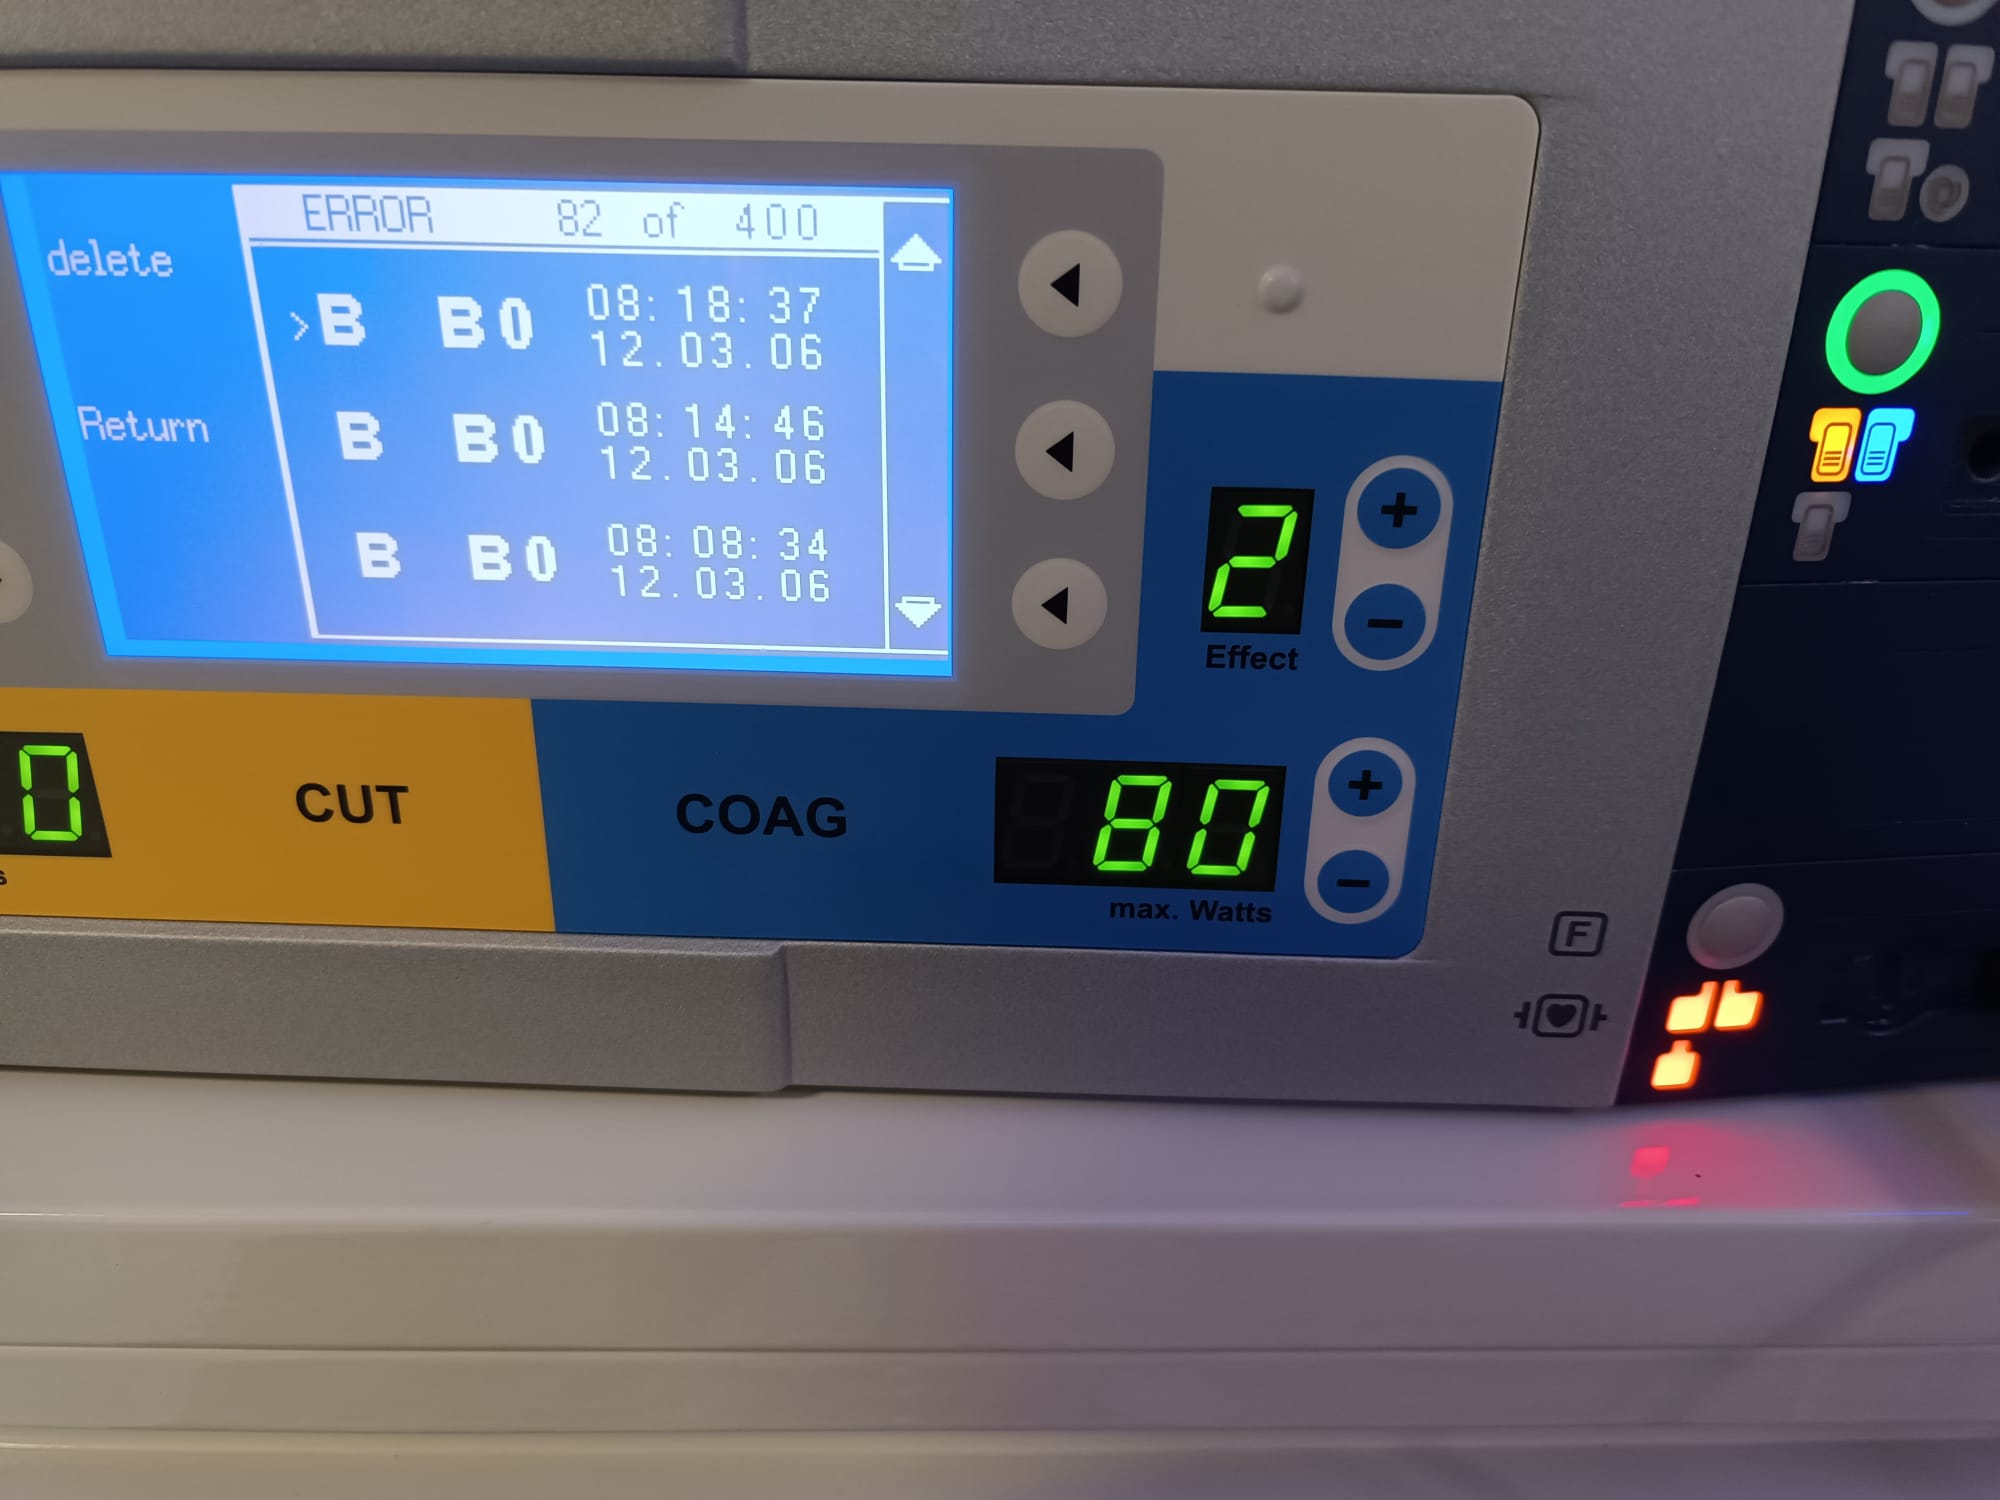 ERROR 82 of 400
delete
>B B0 08:18:37
12.03.06
Return
B B0 08:14:46
12.03.06
B B0 08:08:34
12.03.06
2
+
−
Effect
0
CUT
COAG
80
+
−
max. Watts
F